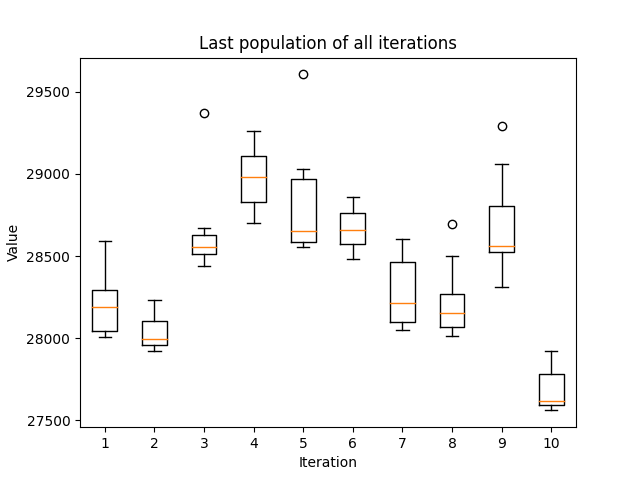 Last population of all iterations
Value
29500
29000
28500
28000
27500
1 2 3 4 5 6 7 8 9 10
Iteration